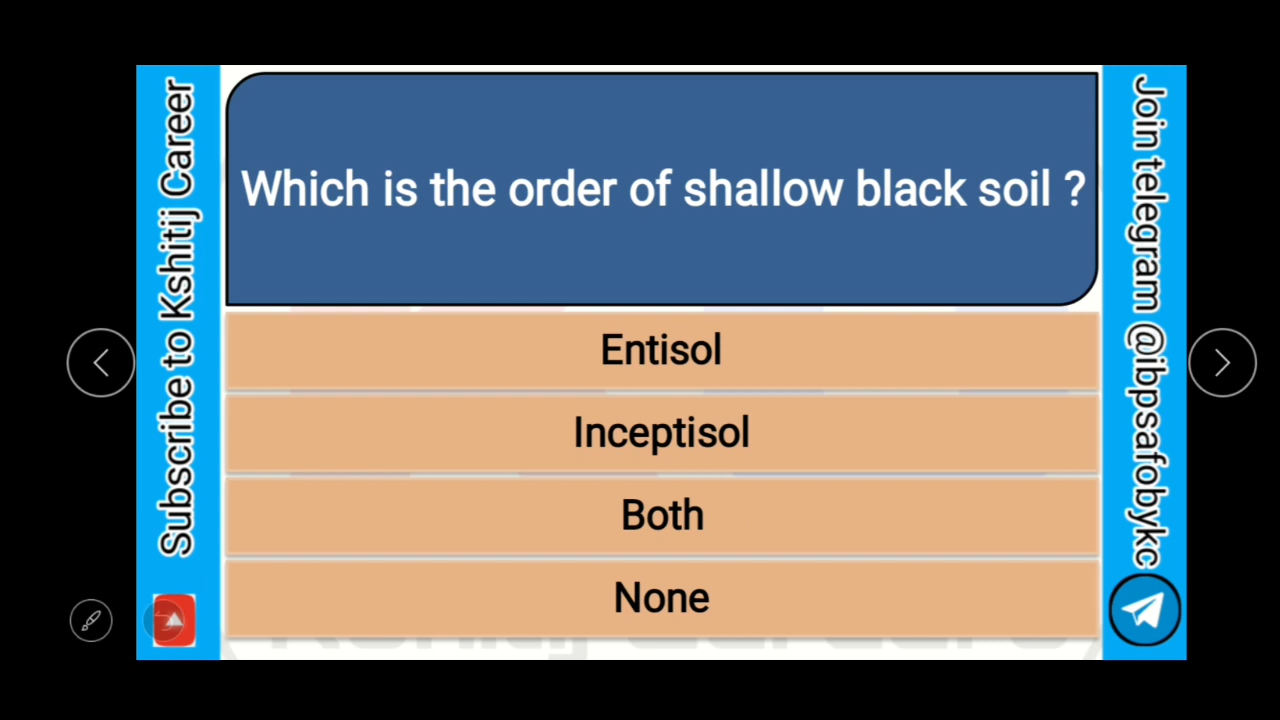 Subscribe to Kshitij Career
Which is the order of shallow black soil ?
Entisol
Inceptisol
Both
None
Join telegram @ibpsafobykc